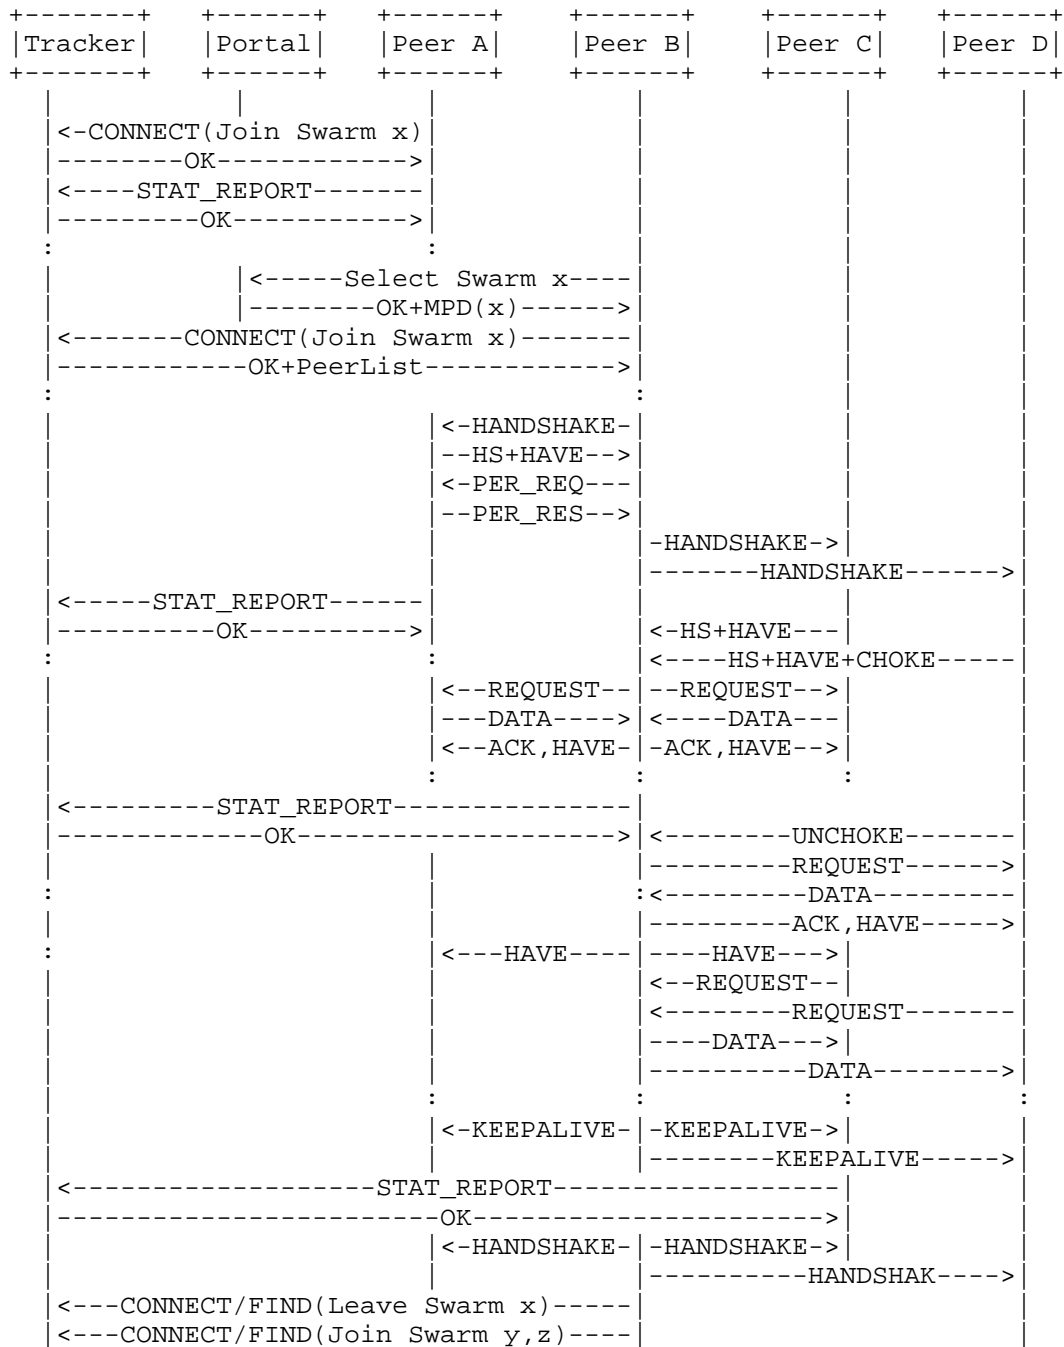 +-------+   +------+   +------+     +------+     +------+   +------+
|Tracker|   |Portal|   |Peer A|     |Peer B|     |Peer C|   |Peer D|
+-------+   +------+   +------+     +------+     +------+   +------+
  |            |           |            |            |          |
  |<-CONNECT(Join Swarm x)|            |            |          |
  |--------OK------------>|            |            |          |
  |<----STAT_REPORT-------|            |            |          |
  |---------OK----------->|            |            |          |
  :                       :            |            |          |
  |           |<-----Select Swarm x----|            |          |
  |           |--------OK+MPD(x)------>|            |          |
  |<-------CONNECT(Join Swarm x)-------|            |          |
  |------------OK+PeerList------------>|            |          |
  :                                    :            |          |
  |                       |<-HANDSHAKE-|            |          |
  |                       |--HS+HAVE-->|            |          |
  |                       |<-PER_REQ---|            |          |
  |                       |--PER_RES-->|            |          |
  |                       |            |-HANDSHAKE->|          |
  |                       |            |-------HANDSHAKE------>|
  |<-----STAT_REPORT------|            |            |          |
  |----------OK---------->|            |<-HS+HAVE---|          |
  :                       :            |<----HS+HAVE+CHOKE-----|
  |                       |<--REQUEST--|--REQUEST-->|          |
  |                       |---DATA---->|<----DATA---|          |
  |                       |<--ACK,HAVE-|-ACK,HAVE-->|          |
  |                       :            :            :          |
  |<---------STAT_REPORT---------------|                       |
  |-------------OK-------------------->|<--------UNCHOKE-------|
  |                       |            |---------REQUEST------>|
  :                       |            :<---------DATA---------|
  |                       |            |---------ACK,HAVE----->|
  :                       |<---HAVE----|----HAVE--->|          |
  |                       |            |<--REQUEST--|          |
  |                       |            |<--------REQUEST-------|
  |                       |            |----DATA--->|          |
  |                       |            |----------DATA-------->|
  |                       :            :            :          :
  |                       |<-KEEPALIVE-|-KEEPALIVE->|          |
  |                       |            |--------KEEPALIVE----->|
  |<-------------------STAT_REPORT------------------|          |
  |------------------------OK---------------------->|          |
  |                       |<-HANDSHAKE-|-HANDSHAKE->|          |
  |                       |            |----------HANDSHAK---->|
  |<---CONNECT/FIND(Leave Swarm x)-----|                       |
  |<---CONNECT/FIND(Join Swarm y,z)----|                       |